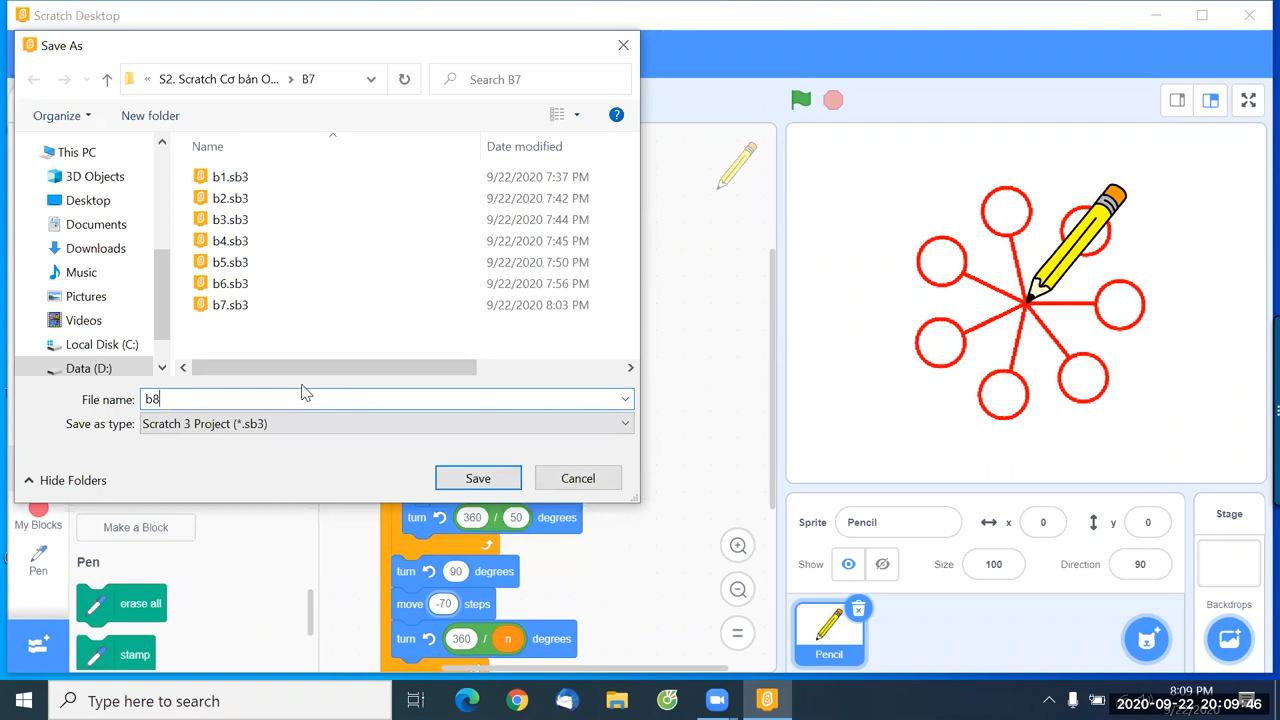 Scratch Desktop
Save As
« S2. Scratch Cơ bản O... > B7
Search B7
Organize
New folder
Name
Date modified
This PC
3D Objects
Desktop
Documents
Downloads
Music
Pictures
Videos
Local Disk (C:)
Data (D:)
b1.sb3 9/22/2020 7:37 PM
b2.sb3 9/22/2020 7:42 PM
b3.sb3 9/22/2020 7:44 PM
b4.sb3 9/22/2020 7:45 PM
b5.sb3 9/22/2020 7:50 PM
b6.sb3 9/22/2020 7:56 PM
b7.sb3 9/22/2020 8:03 PM
File name: b8
Save as type: Scratch 3 Project (*.sb3)
Hide Folders
Save
Cancel
My Blocks
Pen
Make a Block
Pen
erase all
stamp
turn 360 / 50 degrees
turn 90 degrees
move -70 steps
turn 360 / n degrees
Sprite Pencil x 0 y 0
Show Size 100 Direction 90
Pencil
Stage
Backdrops
Type here to search
8:09 PM
2020-09-22 20:09:46